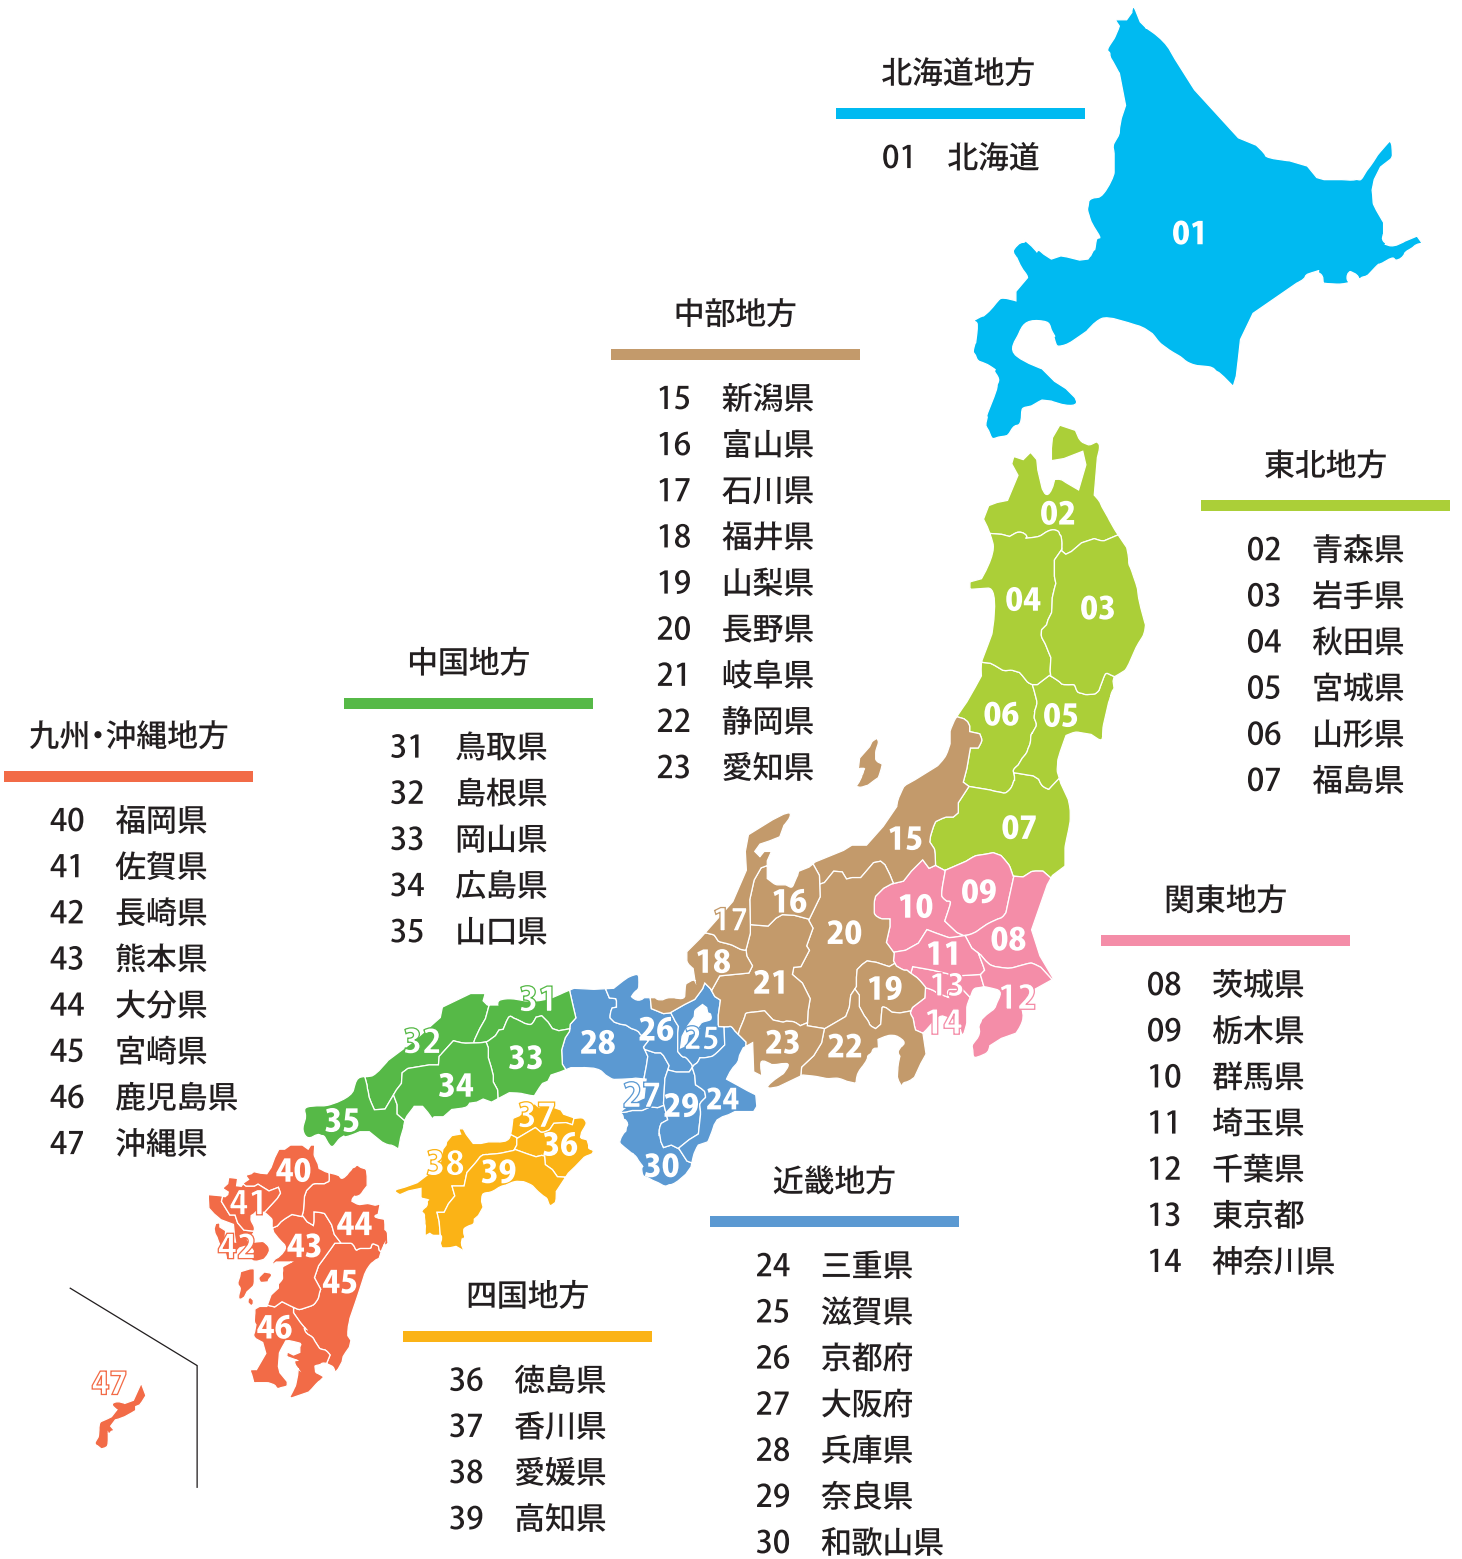 北海道地方
01 北海道
中部地方
15 新潟県
16 富山県
17 石川県
18 福井県
19 山梨県
20 長野県
21 岐阜県
22 静岡県
23 愛知県
東北地方
02 青森県
03 岩手県
04 秋田県
05 宮城県
06 山形県
07 福島県
中国地方
31 鳥取県
32 島根県
33 岡山県
34 広島県
35 山口県
九州・沖縄地方
40 福岡県
41 佐賀県
42 長崎県
43 熊本県
44 大分県
45 宮崎県
46 鹿児島県
47 沖縄県
関東地方
08 茨城県
09 栃木県
10 群馬県
11 埼玉県
12 千葉県
13 東京都
14 神奈川県
近畿地方
24 三重県
25 滋賀県
26 京都府
27 大阪府
28 兵庫県
29 奈良県
30 和歌山県
四国地方
36 徳島県
37 香川県
38 愛媛県
39 高知県
01
02
04
03
06
05
07
15
09
10
08
11
13
12
14
16
17
20
18
21
19
23
22
26
25
28
27
29
24
30
31
32
33
34
35
37
36
38
39
40
41
44
42
43
45
46
47